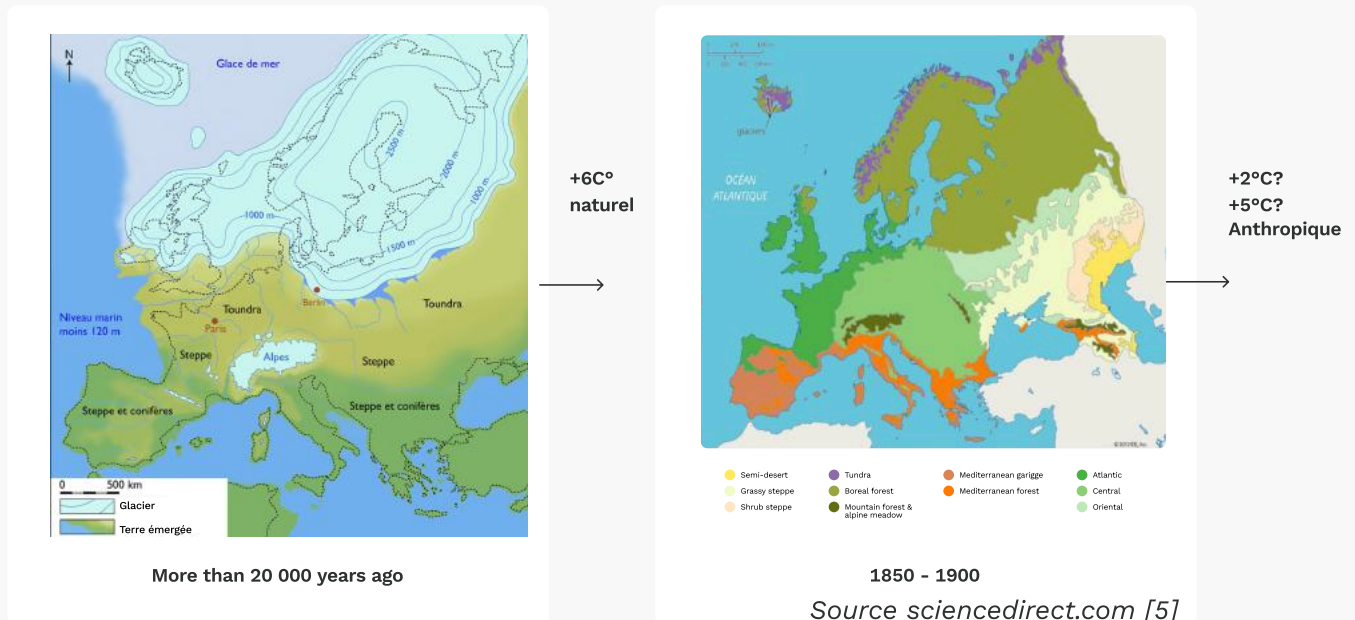 N
Glace de mer
2500 m
2000 m
1000 m
1000 m
1500 m
Berlin
Toundra
Toundra
Paris
Niveau marin
moins 120 m
Steppe
Alpes
Steppe
Steppe et conifères
Steppe et conifères
0 500 km
Glacier
Terre émergée
More than 20 000 years ago
+6C°
naturel
glaciers
OCÉAN
ATLANTIQUE
Semi-desert
Grassy steppe
Shrub steppe
Tundra
Boreal forest
Mountain forest &
alpine meadow
Mediterranean garigge
Mediterranean forest
Atlantic
Central
Oriental
1850 - 1900
Source sciencedirect.com [5]
+2°C?
+5°C?
Anthropique